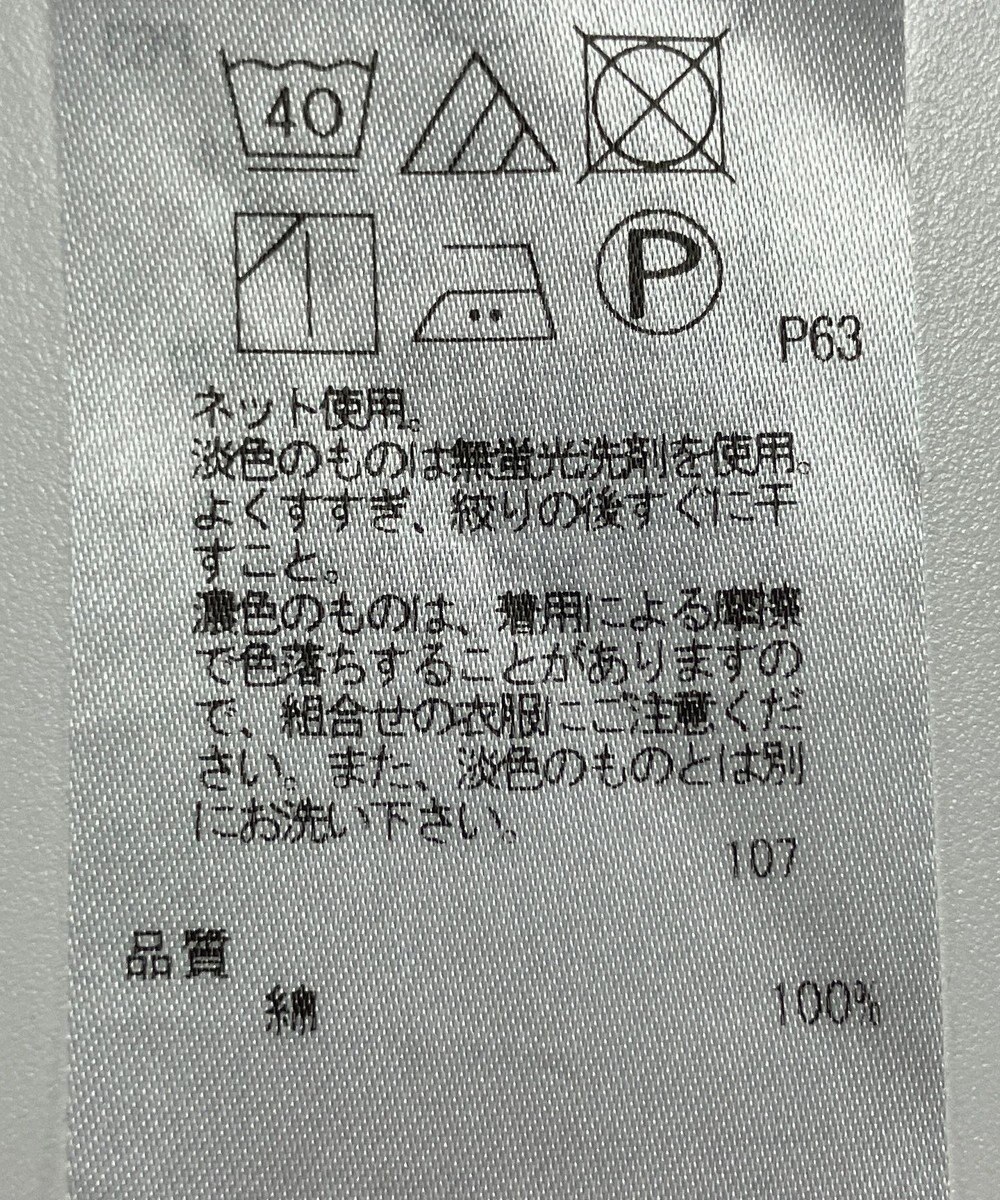 40
P
P63
ネット使用。
淡色のものは無蛍光洗剤を使用。
よくすすぎ、絞りの後すぐに干
すこと。
濃色のものは、着用による摩擦
で色落ちすることがありますの
で、組合せの衣服にご注意くだ
さい。また、淡色のものとは別
にお洗い下さい。
107
品質
綿 100%